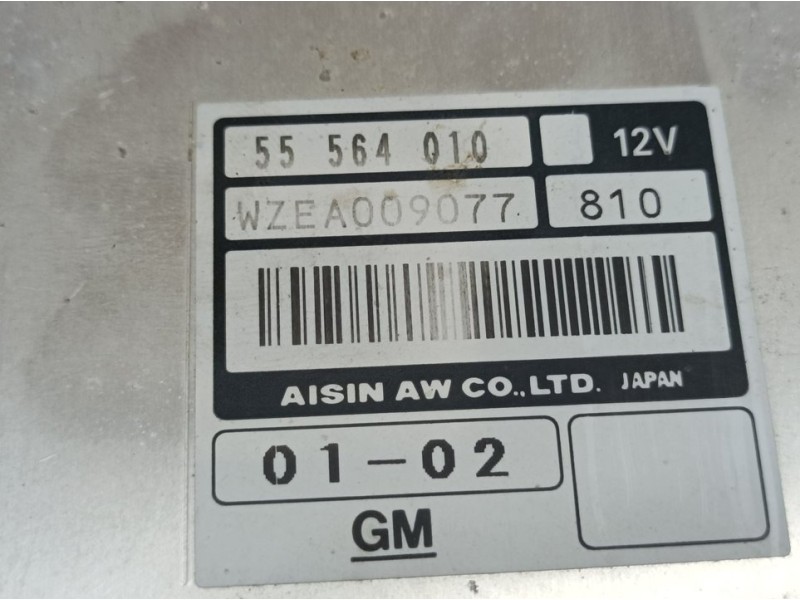 55 564 010 12V
WZEA009077 810
AISIN AW CO.,LTD. JAPAN
01-02
GM